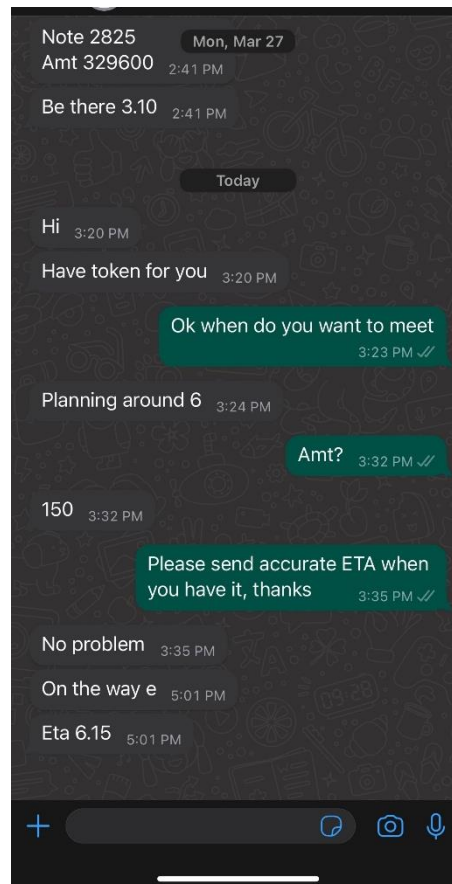 Note 2825
Mon, Mar 27
Amt 329600 2:41 PM
Be there 3.10 2:41 PM
Today
Hi 3:20 PM
Have token for you 3:20 PM
Ok when do you want to meet
3:23 PM
Planning around 6 3:24 PM
Amt? 3:32 PM
150 3:32 PM
Please send accurate ETA when
you have it, thanks 3:35 PM
No problem 3:35 PM
On the way e 5:01 PM
Eta 6.15 5:01 PM